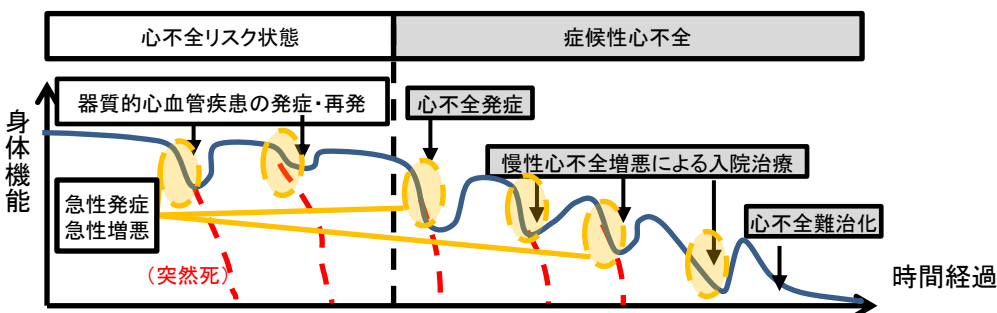 心不全リスク状態
症候性心不全
器質的心血管疾患の発症・再発
心不全発症
身体機能
慢性心不全増悪による入院治療
急性発症
急性増悪
心不全難治化
(突然死)
時間経過